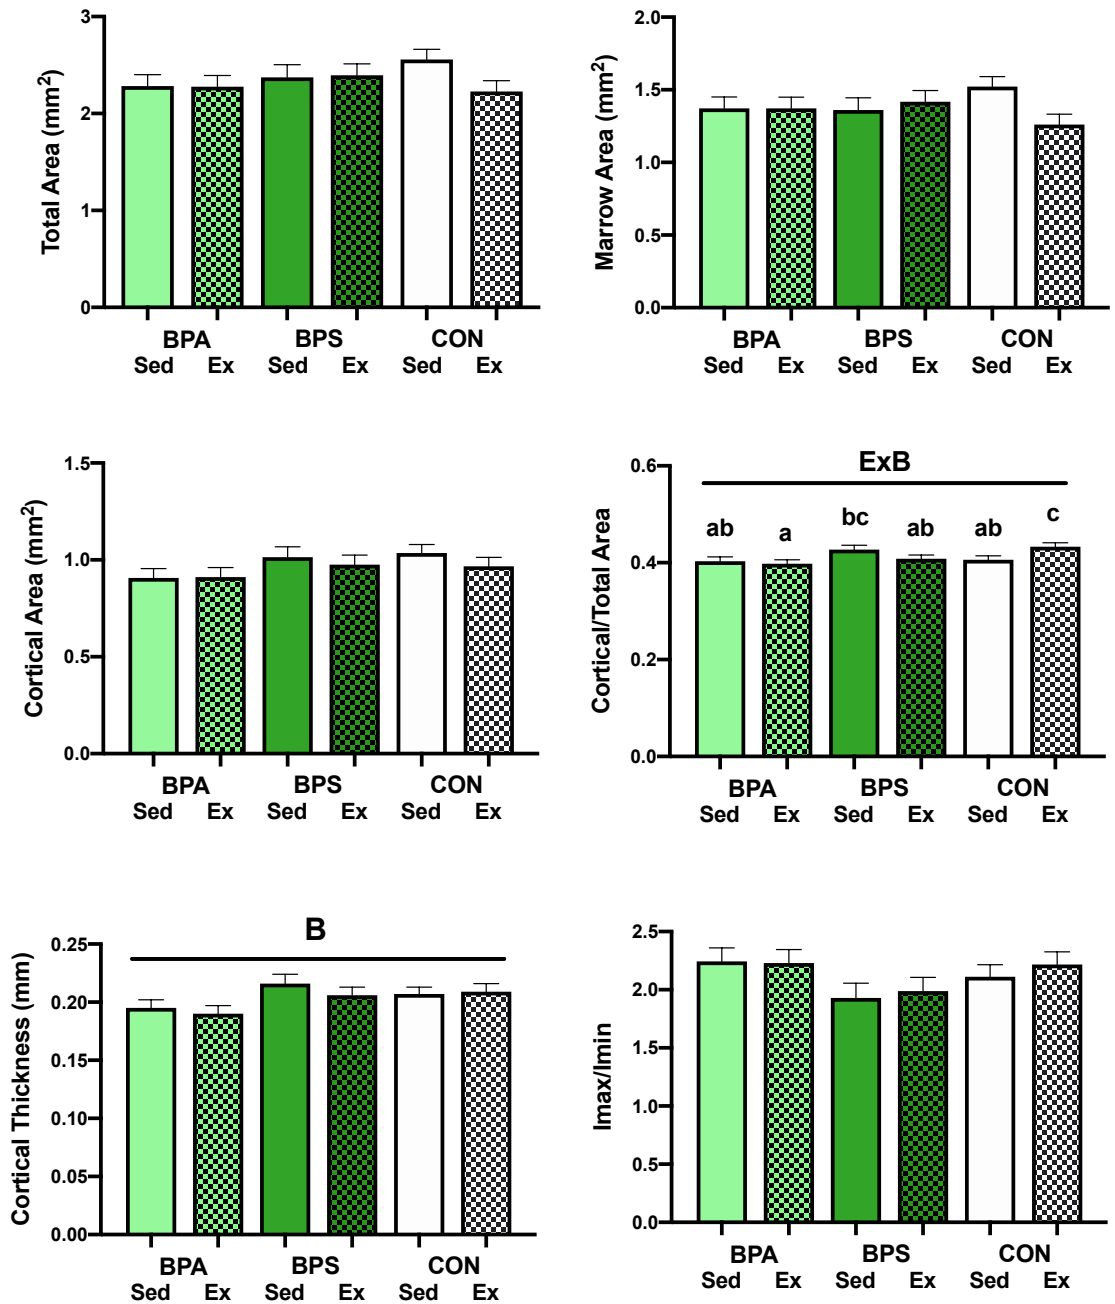 Total Area (mm²)
3
2
1
0
BPA BPS CON
Sed Ex Sed Ex Sed Ex
Marrow Area (mm²)
2.0
1.5
1.0
0.5
0.0
BPA BPS CON
Sed Ex Sed Ex Sed Ex
Cortical Area (mm²)
1.5
1.0
0.5
0.0
BPA BPS CON
Sed Ex Sed Ex Sed Ex
Cortical/Total Area
ExB
0.6
0.4
0.2
0.0
ab a bc ab ab c
BPA BPS CON
Sed Ex Sed Ex Sed Ex
Cortical Thickness (mm)
B
0.25
0.20
0.15
0.10
0.05
0.00
BPA BPS CON
Sed Ex Sed Ex Sed Ex
Imax/Imin
2.5
2.0
1.5
1.0
0.5
0.0
BPA BPS CON
Sed Ex Sed Ex Sed Ex